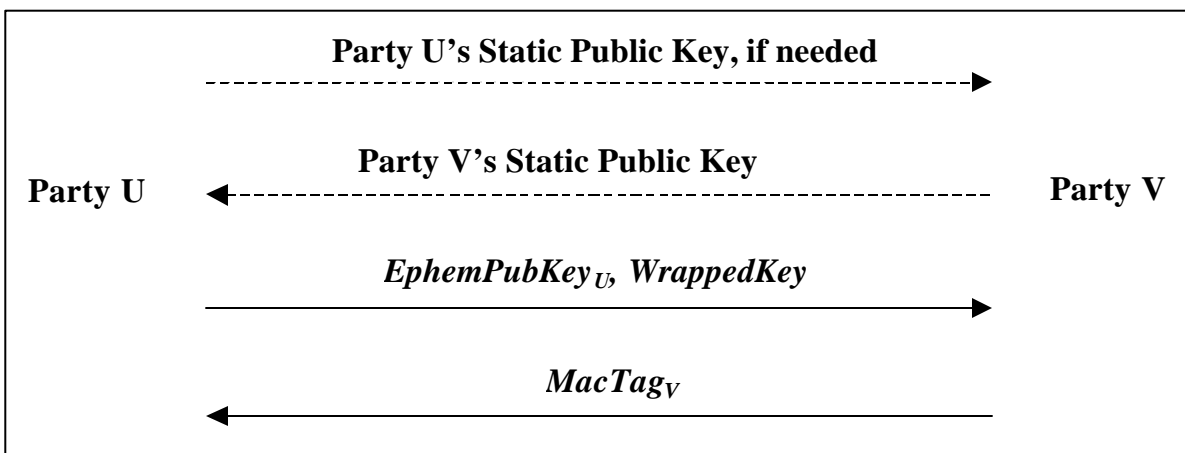 Party U’s Static Public Key, if needed
Party V’s Static Public Key
Party U
Party V
EphemPubKeyU, WrappedKey
MacTagV